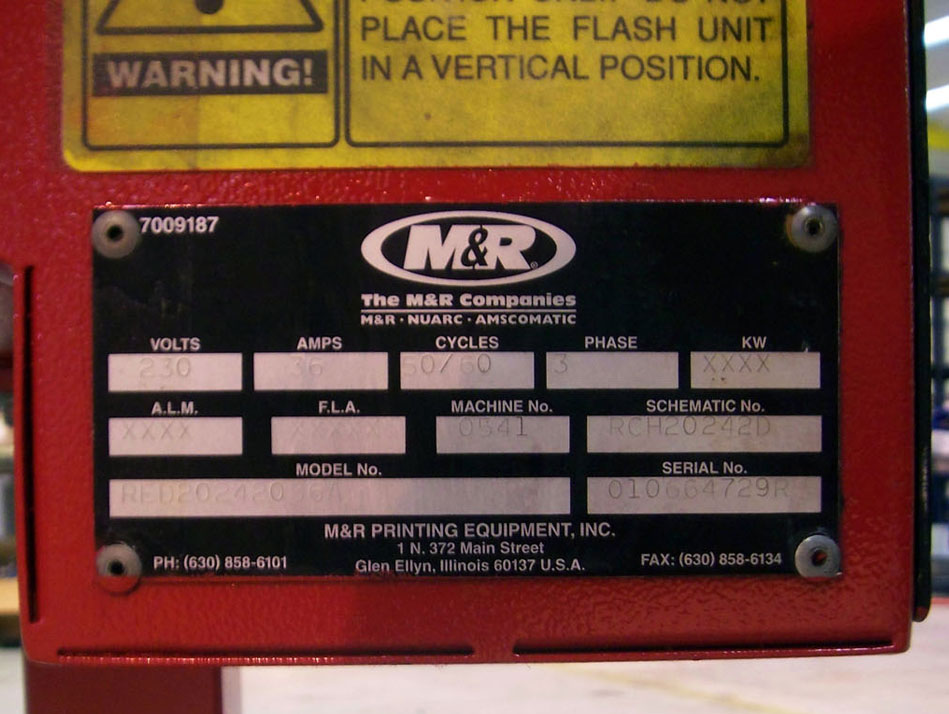 PLACE THE FLASH UNIT
WARNING!
IN A VERTICAL POSITION.
7009187
M&R®
The M&R Companies
M&R · NUARC · AMSCOMATIC
VOLTS AMPS CYCLES PHASE KW
230 36 50/60 3 XXXX
A.L.M. F.L.A. MACHINE No. SCHEMATIC No.
XXXX 0541 RCH20242D
MODEL No. SERIAL No.
010664729R
M&R PRINTING EQUIPMENT, INC.
1 N. 372 Main Street
PH: (630) 858-6101 Glen Ellyn, Illinois 60137 U.S.A. FAX: (630) 858-6134